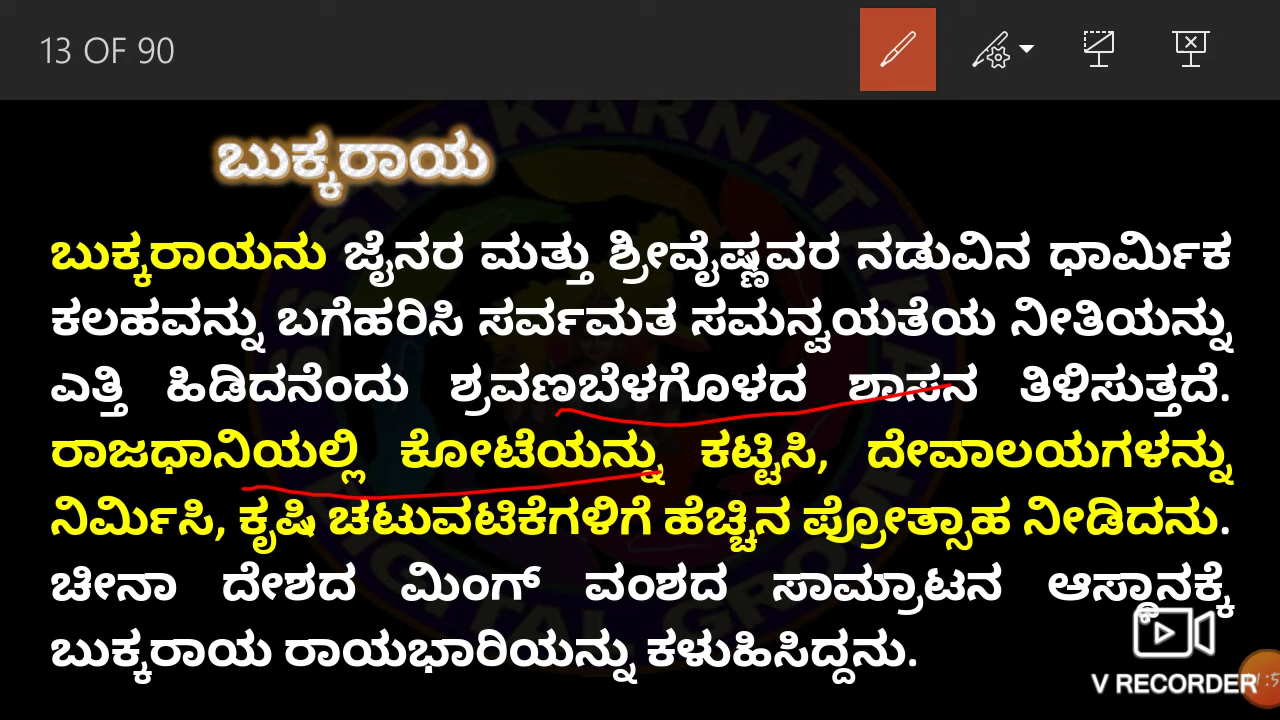 13 OF 90
ಬುಕ್ಕರಾಯ
ಬುಕ್ಕರಾಯನು ಜೈನರ ಮತ್ತು ಶ್ರೀವೈಷ್ಣವರ ನಡುವಿನ ಧಾರ್ಮಿಕ
ಕಲಹವನ್ನು ಬಗೆಹರಿಸಿ ಸರ್ವಮತ ಸಮನ್ವಯತೆಯ ನೀತಿಯನ್ನು
ಎತ್ತಿ ಹಿಡಿದನೆಂದು ಶ್ರವಣಬೆಳಗೊಳದ ಶಾಸನ ತಿಳಿಸುತ್ತದೆ.
ರಾಜಧಾನಿಯಲ್ಲಿ ಕೋಟೆಯನ್ನು ಕಟ್ಟಿಸಿ, ದೇವಾಲಯಗಳನ್ನು
ನಿರ್ಮಿಸಿ, ಕೃಷಿ ಚಟುವಟಿಕೆಗಳಿಗೆ ಹೆಚ್ಚಿನ ಪ್ರೋತ್ಸಾಹ ನೀಡಿದನು.
ಚೀನಾ ದೇಶದ ಮಿಂಗ್ ವಂಶದ ಸಾಮ್ರಾಟನ ಆಸ್ಥಾನಕ್ಕೆ
ಬುಕ್ಕರಾಯ ರಾಯಭಾರಿಯನ್ನು ಕಳುಹಿಸಿದ್ದನು.
V RECORDER